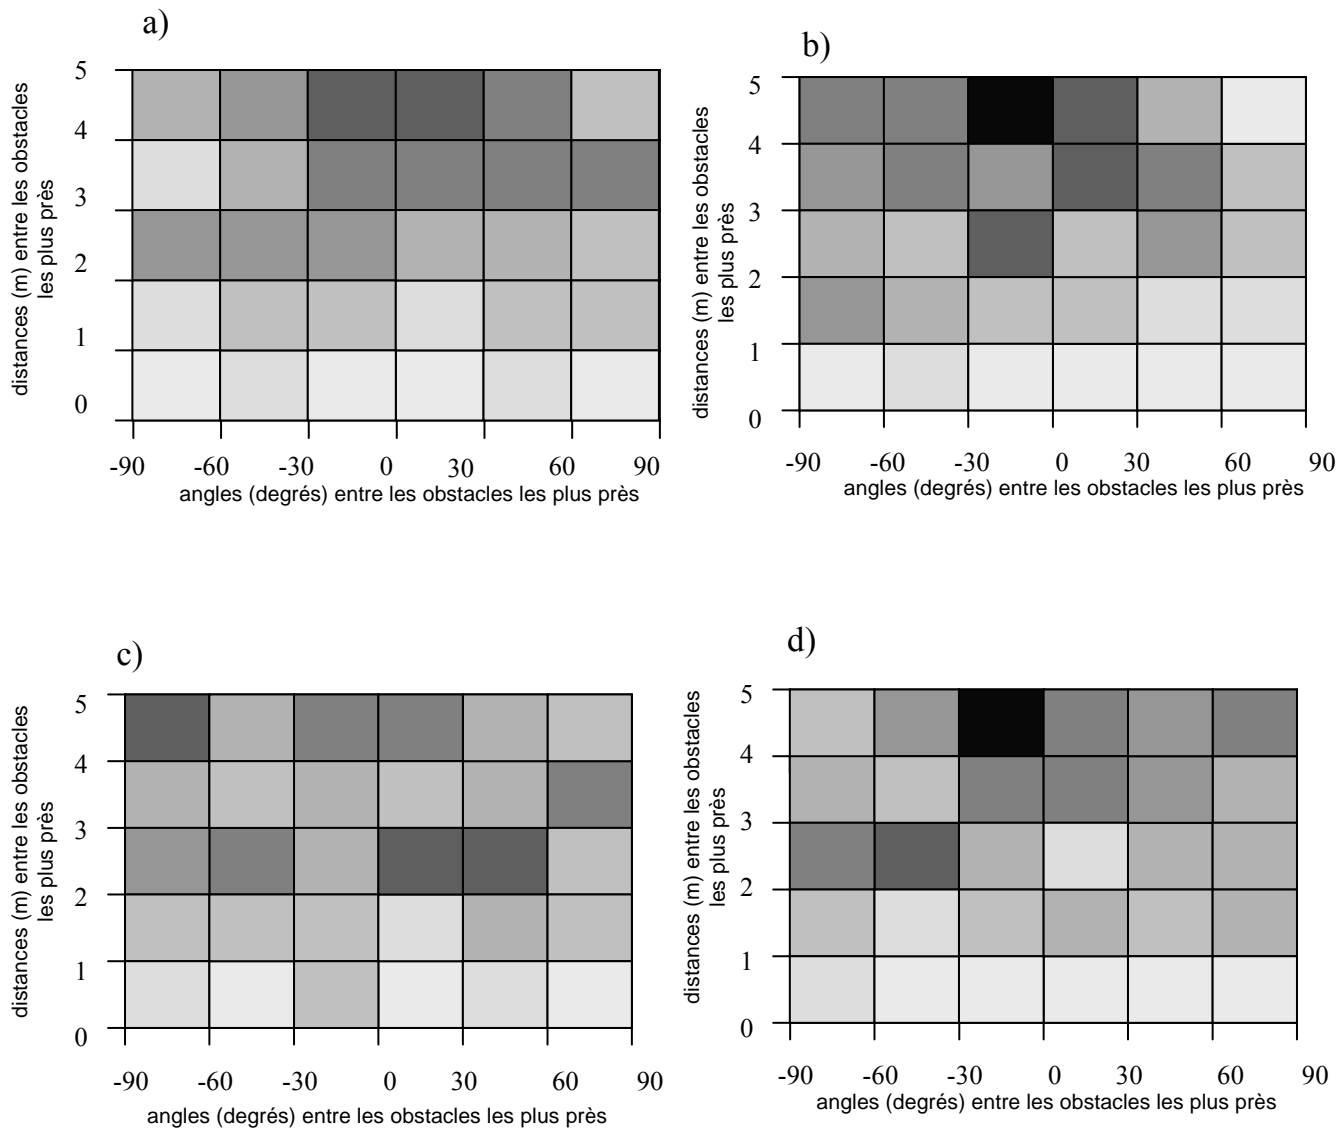 a)
distances (m) entre les obstacles
les plus près
5
4
3
2
1
0
-90 -60 -30 0 30 60 90
angles (degrés) entre les obstacles les plus près
b)
distances (m) entre les obstacles
les plus près
5
4
3
2
1
0
-90 -60 -30 0 30 60 90
angles (degrés) entre les obstacles les plus près
c)
distances (m) entre les obstacles
les plus près
5
4
3
2
1
0
-90 -60 -30 0 30 60 90
angles (degrés) entre les obstacles les plus près
d)
distances (m) entre les obstacles
les plus près
5
4
3
2
1
0
-90 -60 -30 0 30 60 90
angles (degrés) entre les obstacles les plus près